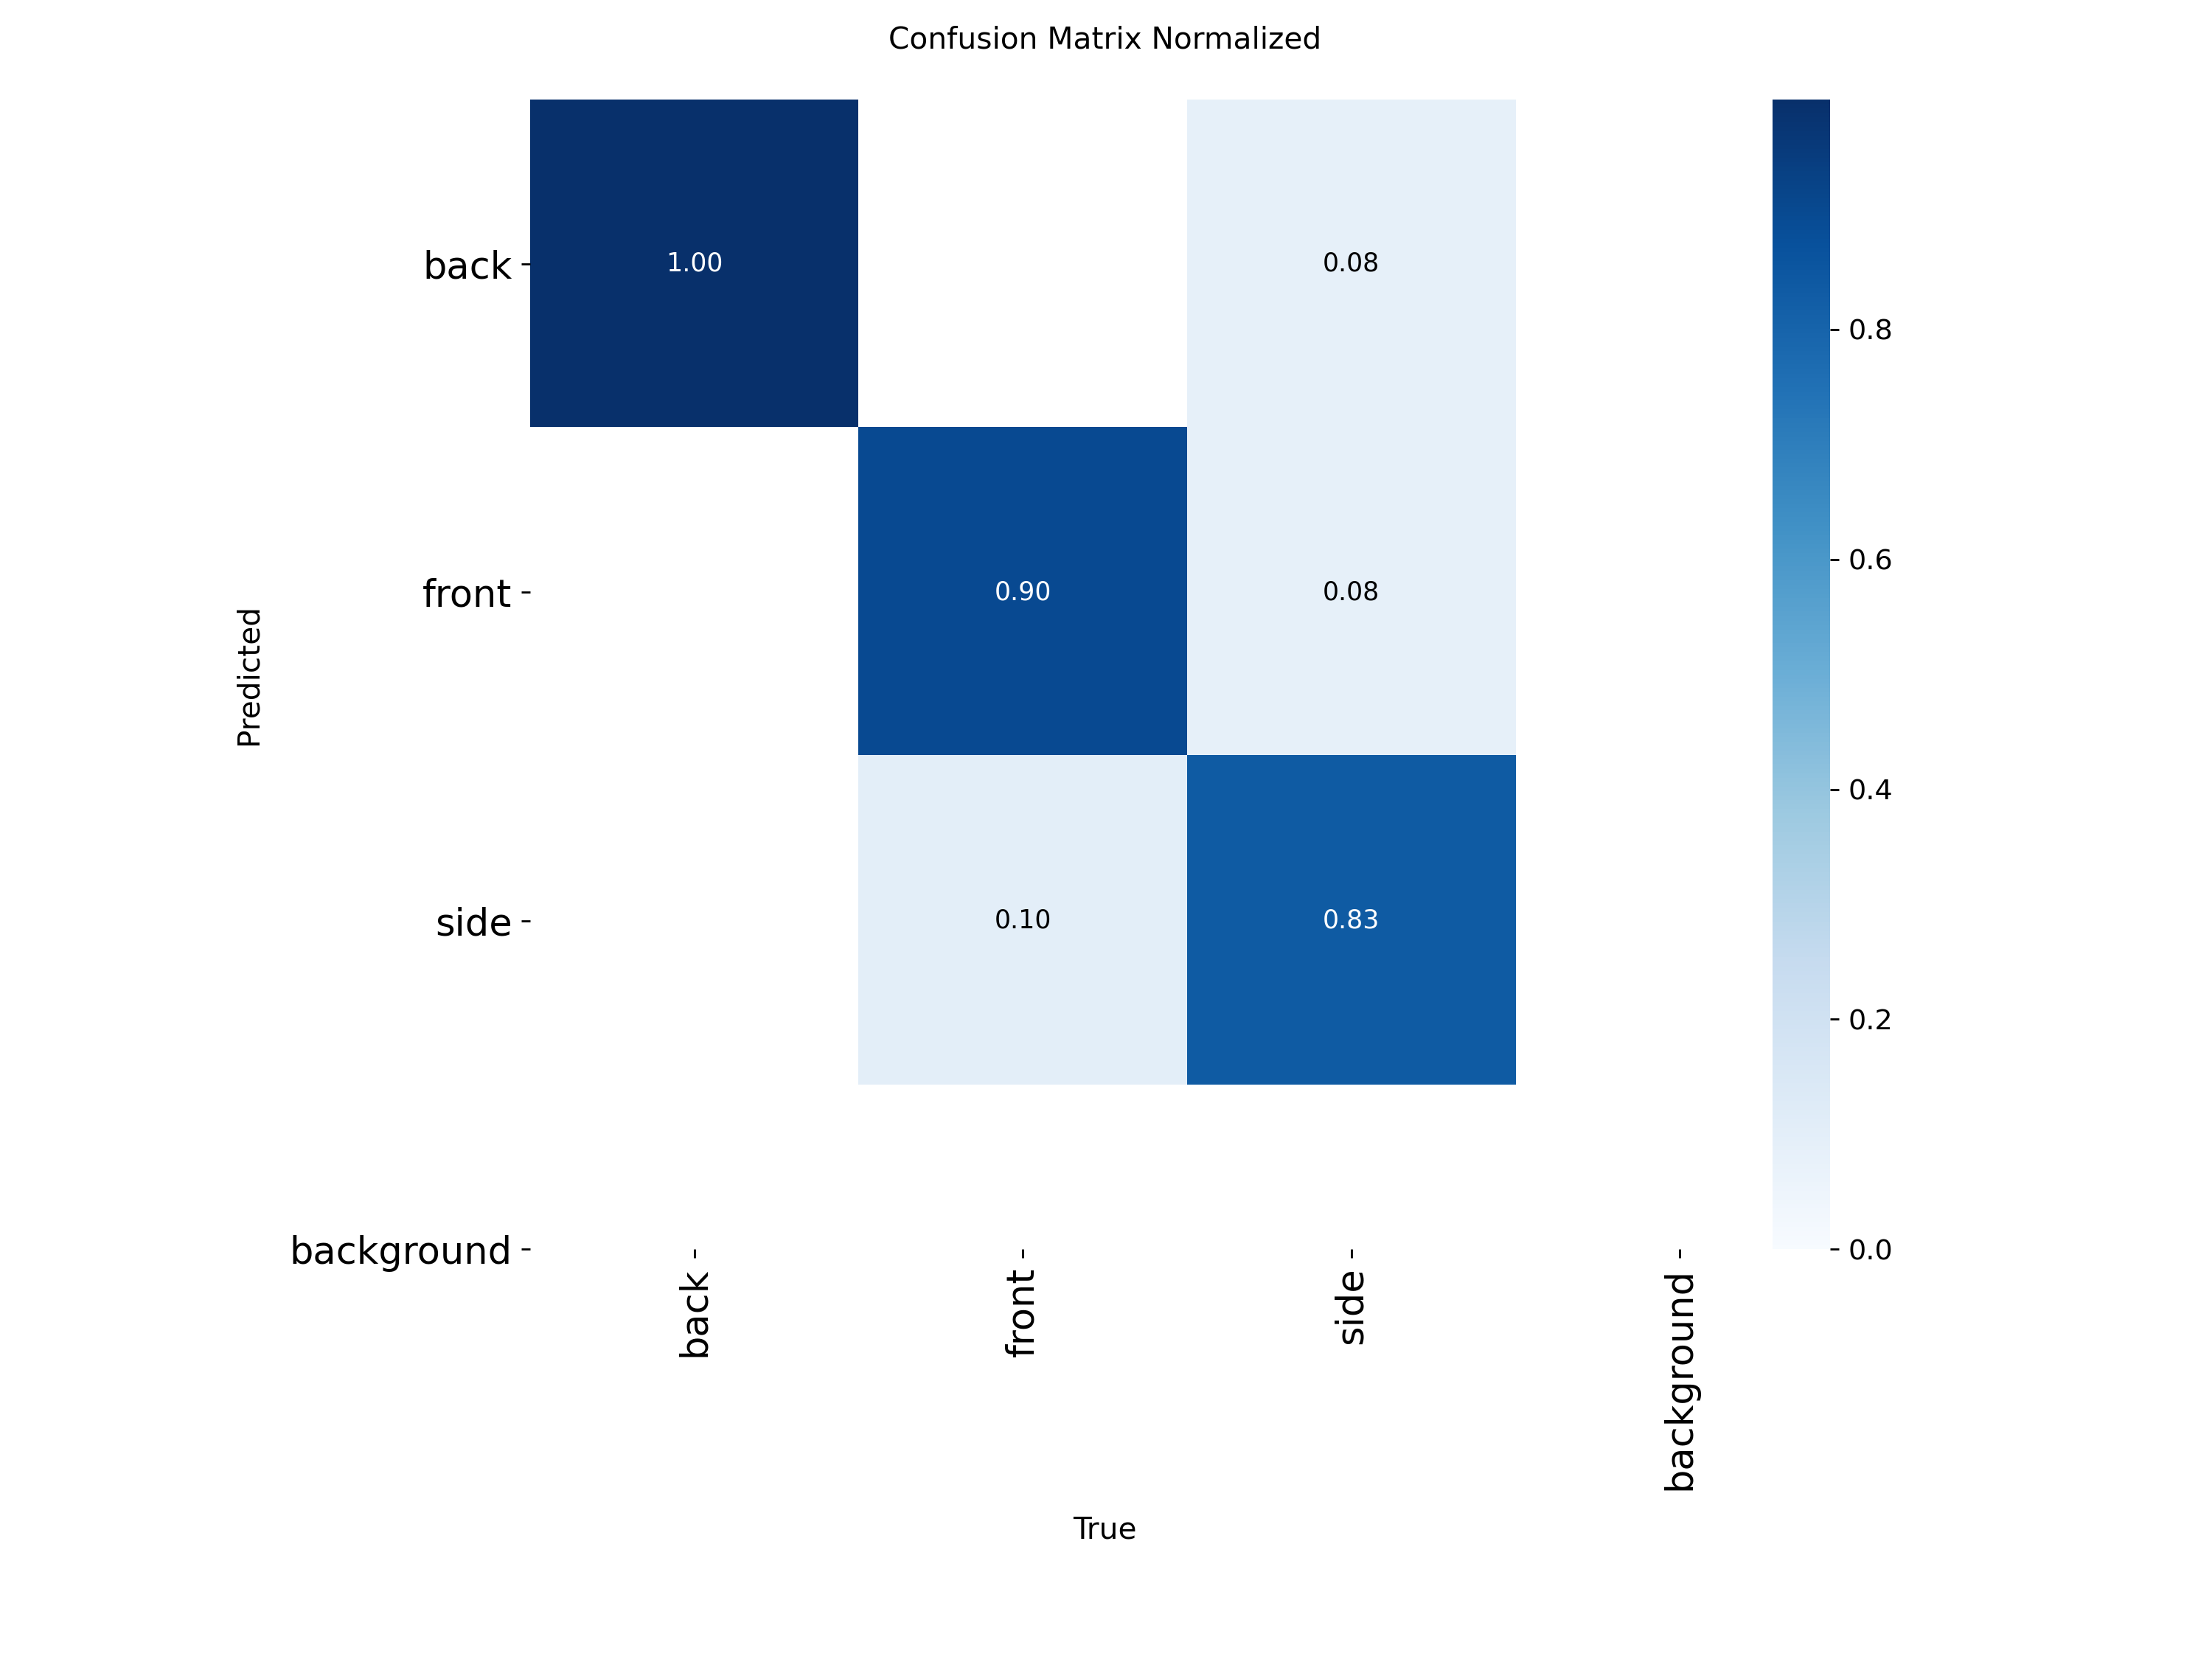 Confusion Matrix Normalized
back
1.00
0.08
front
0.90
0.08
side
0.10
0.83
background
Predicted
back
front
side
background
True
0.8
0.6
0.4
0.2
0.0